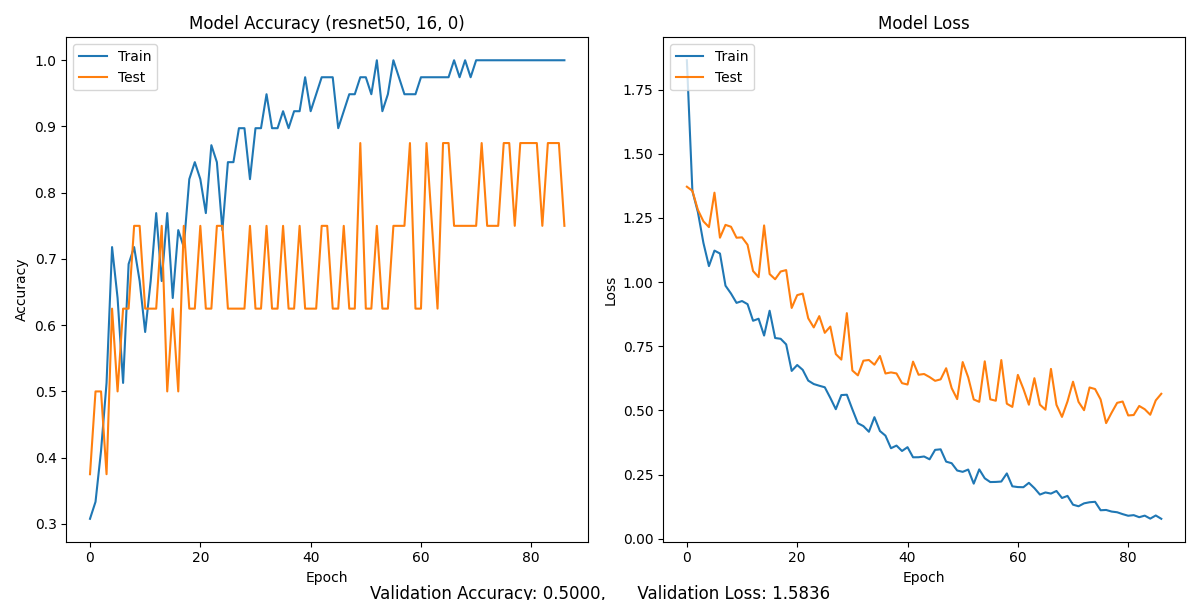 Model Accuracy (resnet50, 16, 0)
Train
Test
1.0
0.9
0.8
0.7
0.6
0.5
0.4
0.3
Accuracy
0
20
40
60
80
Epoch
Model Loss
Train
Test
1.75
1.50
1.25
1.00
0.75
0.50
0.25
0.00
Loss
0
20
40
60
80
Epoch
Validation Accuracy: 0.5000, Validation Loss: 1.5836